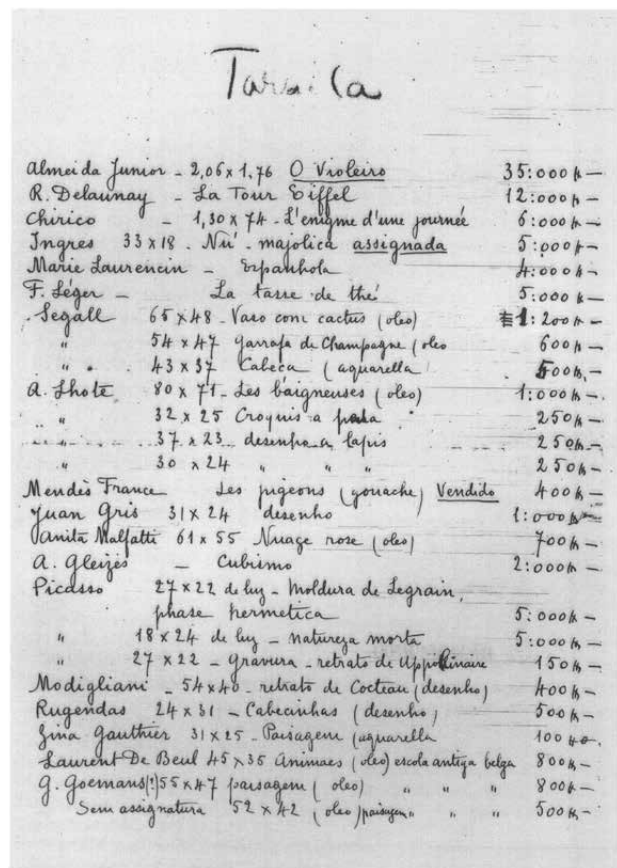 Tarsila
Almeida Junior - 2,06 x 1,76 O Violeiro 35:000$ —
R. Delaunay - La Tour Eiffel 12:000$ —
Chirico - 1,30 x 74 - L'enigme d'une journée 6:000$ —
Ingres 33 x 18 - Nú - majolica assignada 5:000$ —
Marie Laurencin - Espanhola 4:000$ —
F. Léger - La tasse de thé 5:000$ —
Segall 65 x 48 - Vaso com cactus (oleo) 1:200$ —
" 54 x 47 Garrafa de Champagne (oleo 600$ —
" 43 x 37 Cabeca (aquarella 500$ —
A. Lhote 80 x 71 - Les baigneuses (oleo) 1:000$ —
" 32 x 25 Croquis a 250$ —
" 37 x 23 desenho a lapis 250$ —
" 30 x 24 " " " 250$ —
Mendès France Les pigeons (gouache) Vendido 400$ —
Juan Gris 31 x 24 desenho 1:000$ —
Anita Malfatti 61 x 55 Nuage rose (oleo) 700$ —
A. Gleizes - Cubismo 2:000$ —
Picasso 27 x 22 de luz - Moldura de Legrain,
phase hermetica 5:000$ —
" 18 x 24 de luz - natureza morta 5:000$ —
" 27 x 22 - gravura - retrato de Appolinaire 150$ —
Modigliani - 54 x 40 - retrato de Cocteau (desenho) 400$ —
Rugendas 24 x 31 - Cabecinhas (desenho) 500$ —
Gina Gauthier 31 x 25 - Paisagem (aquarella 100$ —
Laurent De Beul 45 x 35 Animaes (oleo) escola antiga belga 800$ —
G. Goemans (?) 55 x 47 paisagem (oleo) " " " 800$ —
Sem assignatura 52 x 42 (oleo) paisagem " " " 500$ —